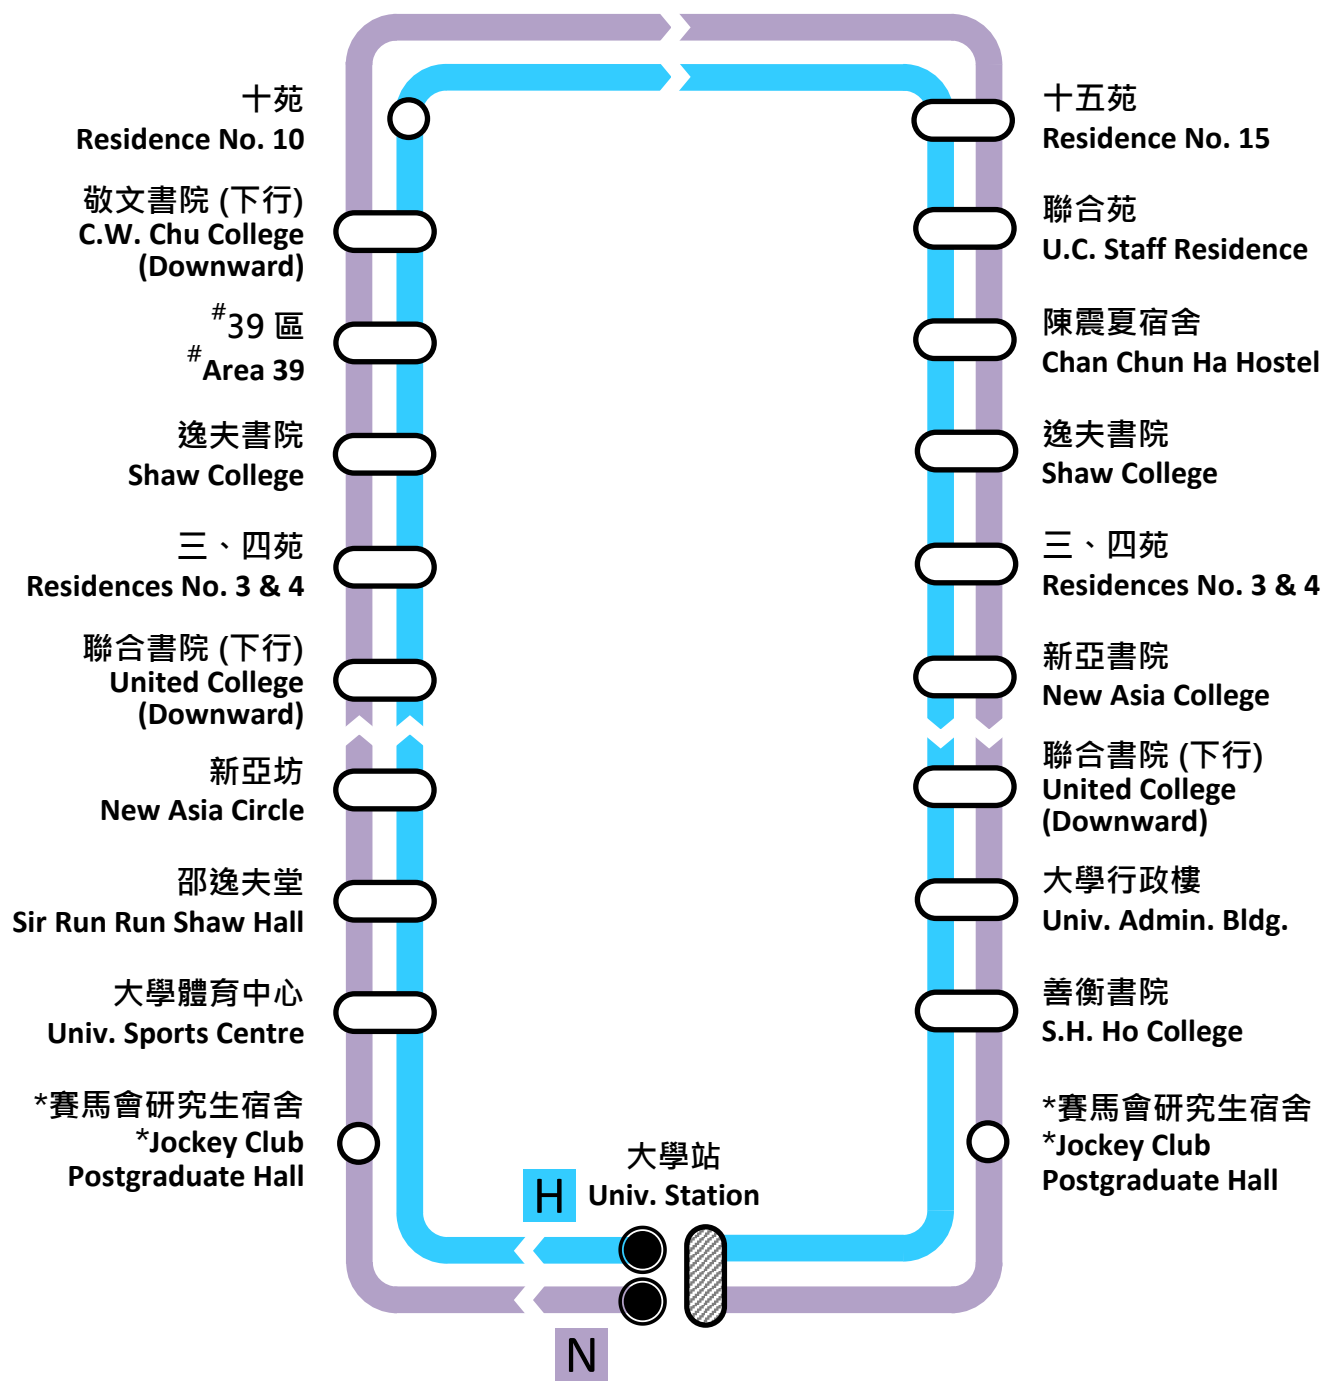 十苑
Residence No. 10
敬文書院 (下行)
C.W. Chu College
(Downward)
#39 區
#Area 39
逸夫書院
Shaw College
三、四苑
Residences No. 3 & 4
聯合書院 (下行)
United College
(Downward)
新亞坊
New Asia Circle
邵逸夫堂
Sir Run Run Shaw Hall
大學體育中心
Univ. Sports Centre
*賽馬會研究生宿舍
*Jockey Club
Postgraduate Hall
十五苑
Residence No. 15
聯合苑
U.C. Staff Residence
陳震夏宿舍
Chan Chun Ha Hostel
逸夫書院
Shaw College
三、四苑
Residences No. 3 & 4
新亞書院
New Asia College
聯合書院 (下行)
United College
(Downward)
大學行政樓
Univ. Admin. Bldg.
善衡書院
S.H. Ho College
*賽馬會研究生宿舍
*Jockey Club
Postgraduate Hall
大學站
Univ. Station
H
N